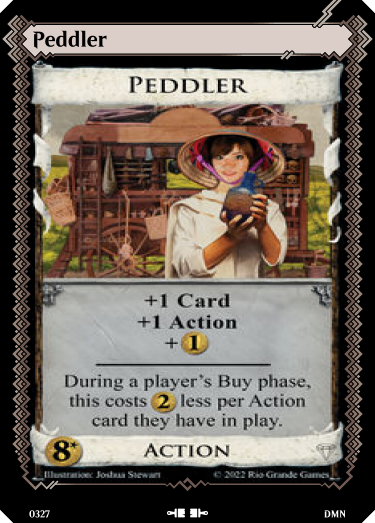 Peddler
PEDDLER
+1 Card
+1 Action
+ 1
During a player's Buy phase,
this costs 2 less per Action
card they have in play.
8* ACTION
Illustration: Joshua Stewart © 2022 Rio Grande Games
0327 DMN